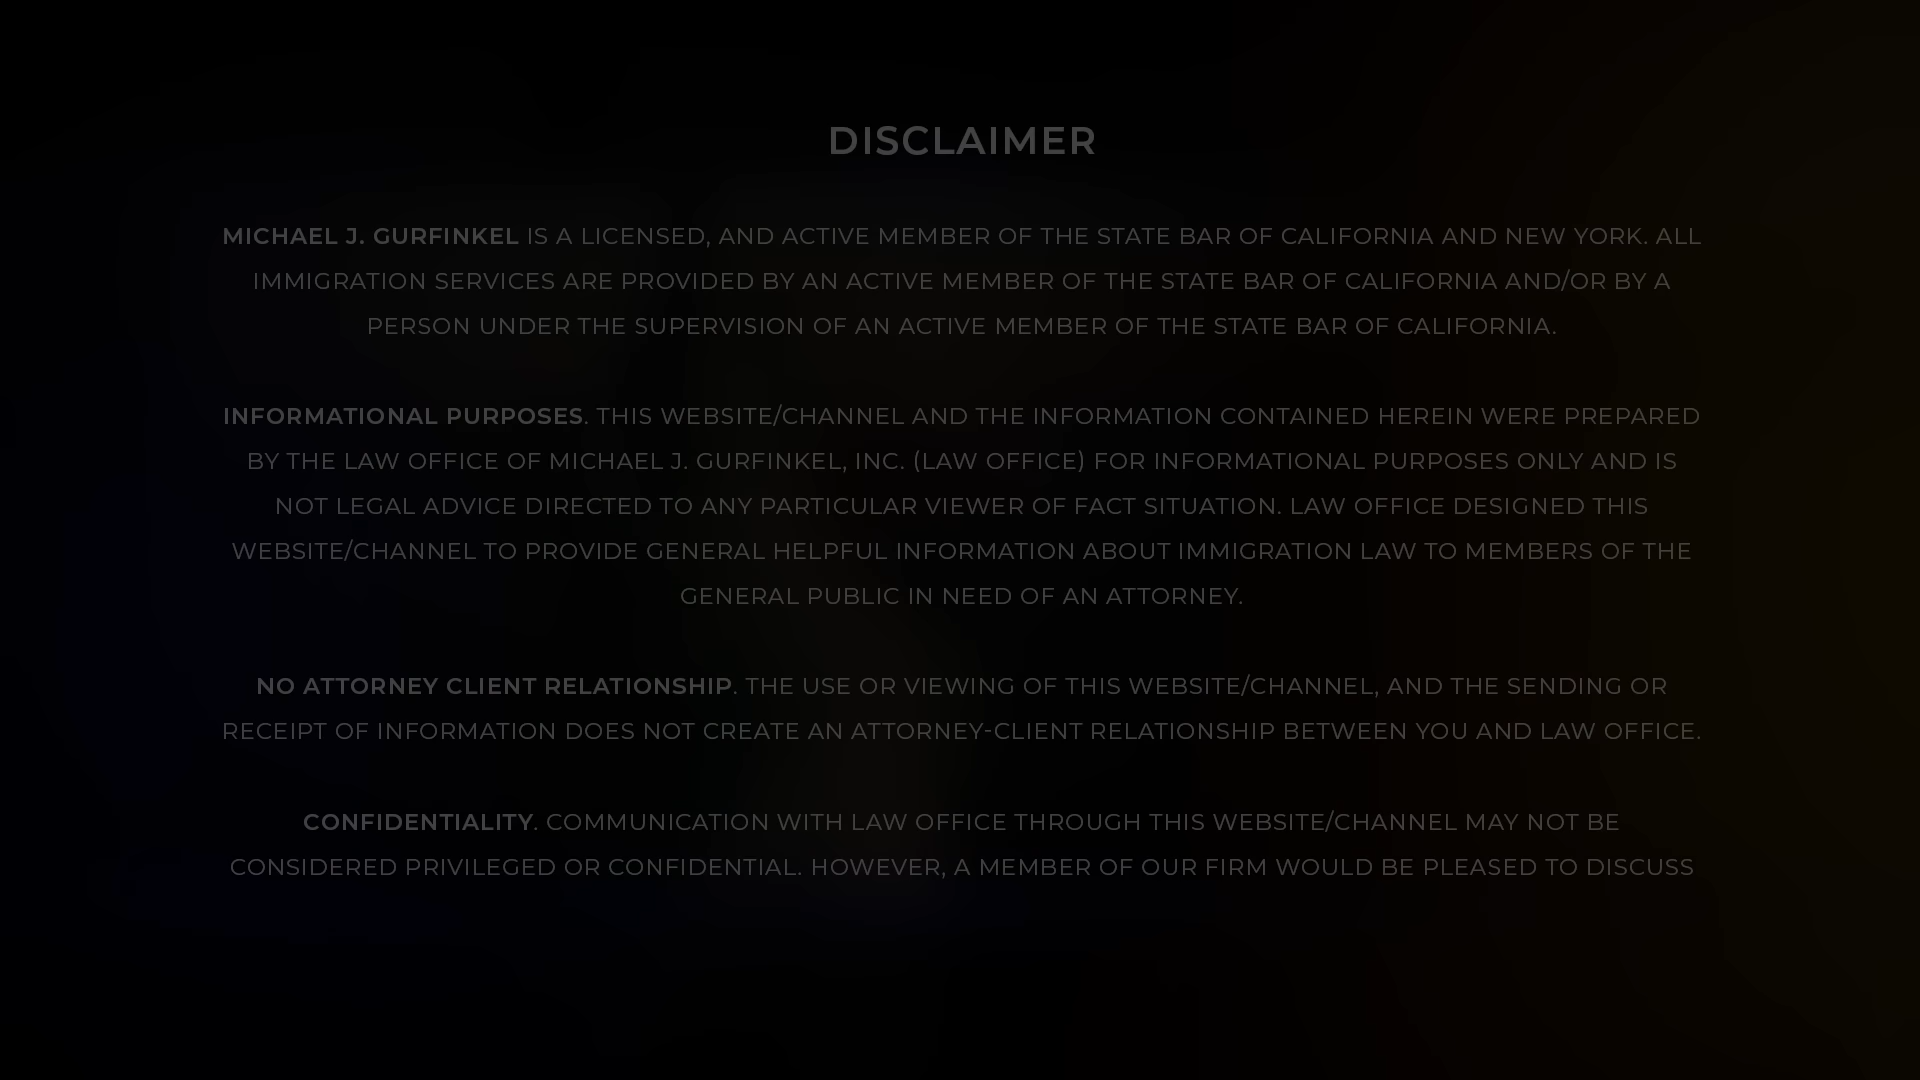 DISCLAIMER
MICHAEL J. GURFINKEL IS A LICENSED, AND ACTIVE MEMBER OF THE STATE BAR OF CALIFORNIA AND NEW YORK. ALL
IMMIGRATION SERVICES ARE PROVIDED BY AN ACTIVE MEMBER OF THE STATE BAR OF CALIFORNIA AND/OR BY A
PERSON UNDER THE SUPERVISION OF AN ACTIVE MEMBER OF THE STATE BAR OF CALIFORNIA.
INFORMATIONAL PURPOSES. THIS WEBSITE/CHANNEL AND THE INFORMATION CONTAINED HEREIN WERE PREPARED
BY THE LAW OFFICE OF MICHAEL J. GURFINKEL, INC. (LAW OFFICE) FOR INFORMATIONAL PURPOSES ONLY AND IS
NOT LEGAL ADVICE DIRECTED TO ANY PARTICULAR VIEWER OF FACT SITUATION. LAW OFFICE DESIGNED THIS
WEBSITE/CHANNEL TO PROVIDE GENERAL HELPFUL INFORMATION ABOUT IMMIGRATION LAW TO MEMBERS OF THE
GENERAL PUBLIC IN NEED OF AN ATTORNEY.
NO ATTORNEY CLIENT RELATIONSHIP. THE USE OR VIEWING OF THIS WEBSITE/CHANNEL, AND THE SENDING OR
RECEIPT OF INFORMATION DOES NOT CREATE AN ATTORNEY-CLIENT RELATIONSHIP BETWEEN YOU AND LAW OFFICE.
CONFIDENTIALITY. COMMUNICATION WITH LAW OFFICE THROUGH THIS WEBSITE/CHANNEL MAY NOT BE
CONSIDERED PRIVILEGED OR CONFIDENTIAL. HOWEVER, A MEMBER OF OUR FIRM WOULD BE PLEASED TO DISCUSS